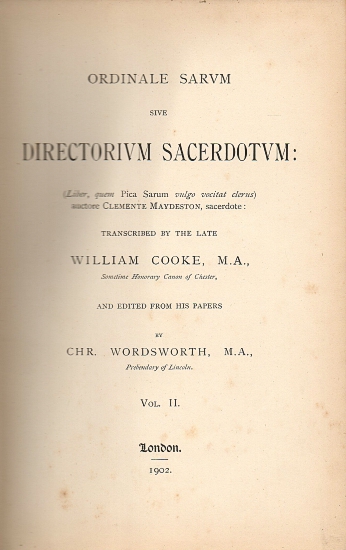 ORDINALE SARVM
SIVE
DIRECTORIVM SACERDOTVM:
(Liber, quem Pica Sarum vulgo vocitat clerus)
auctore CLEMENTE MAYDESTON, sacerdote:
TRANSCRIBED BY THE LATE
WILLIAM COOKE, M.A.,
Sometime Honorary Canon of Chester,
AND EDITED FROM HIS PAPERS
BY
CHR. WORDSWORTH, M.A.,
Prebendary of Lincoln.
VOL. II.
London.
1902.